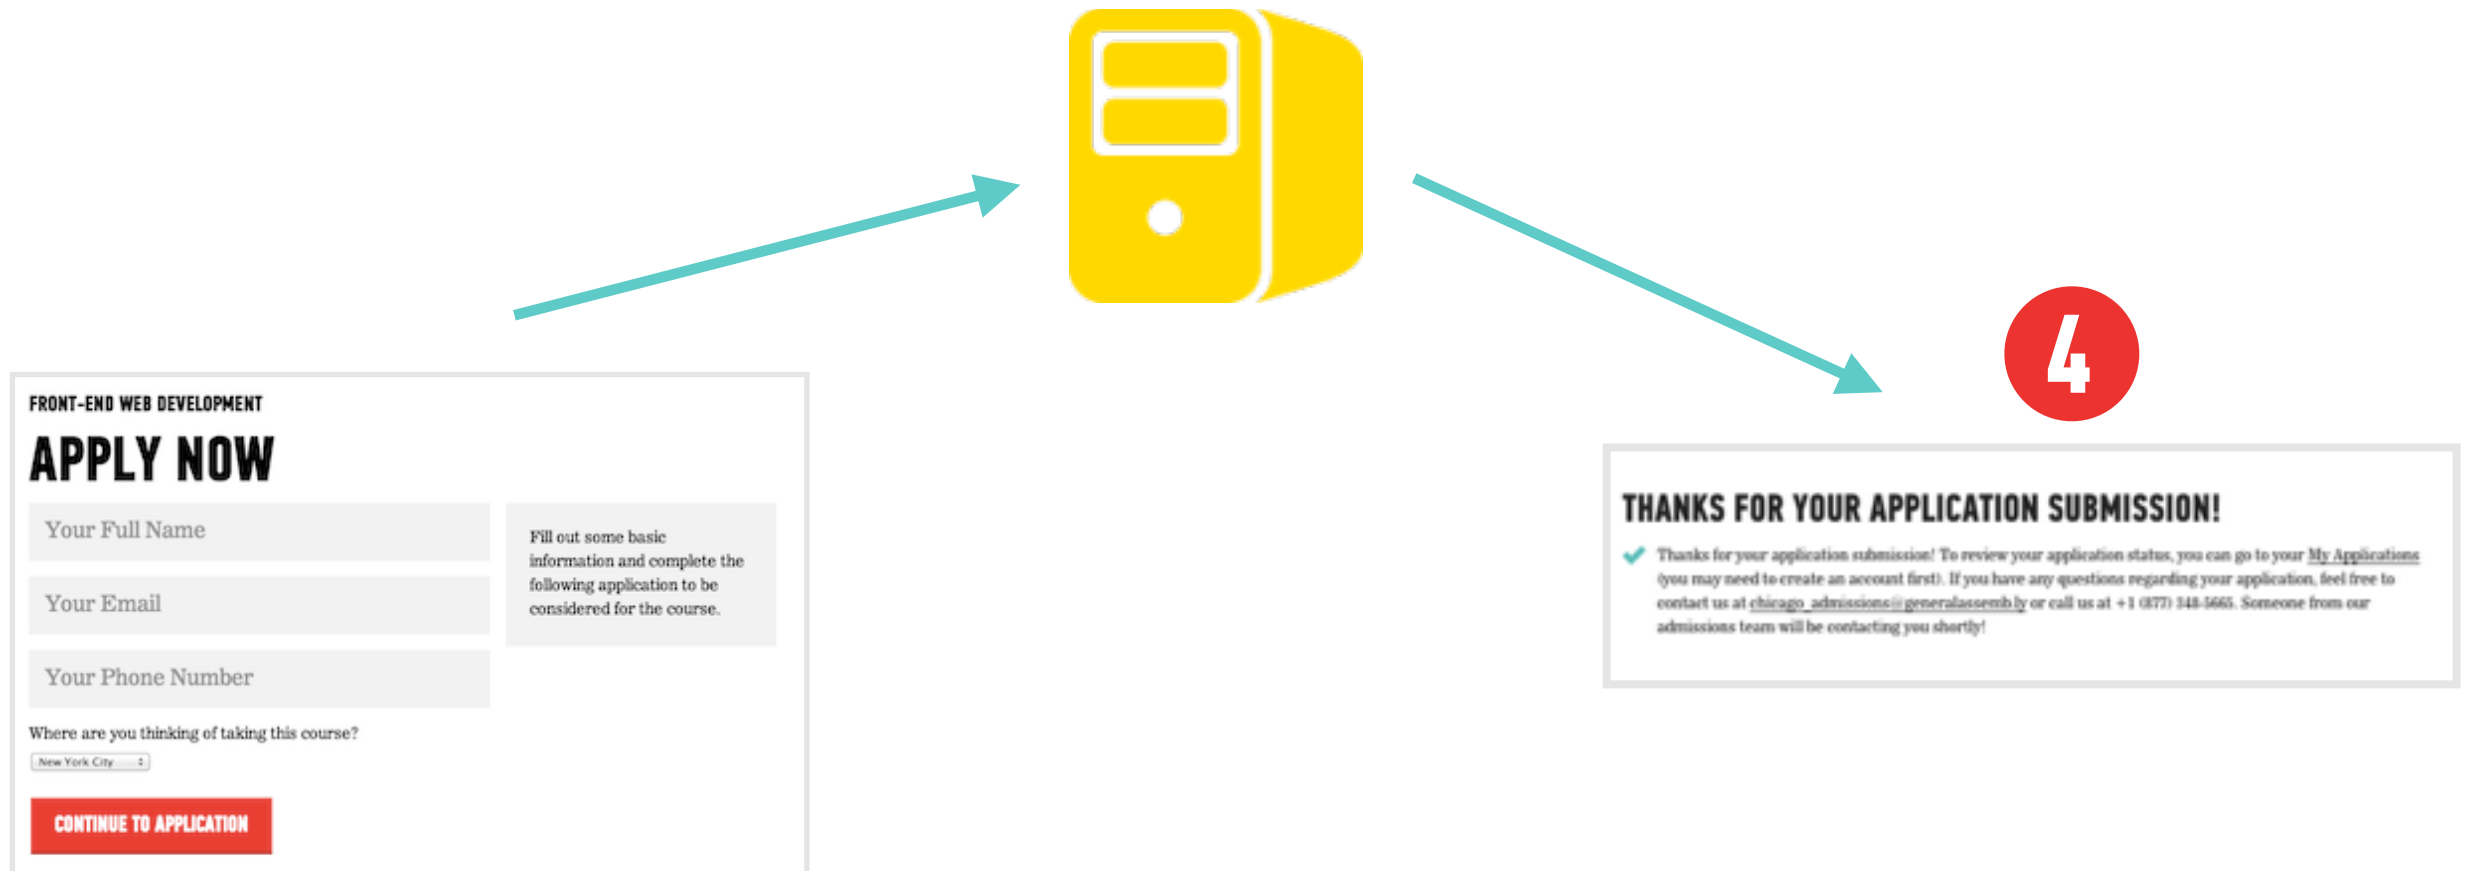 4
FRONT-END WEB DEVELOPMENT
APPLY NOW
Your Full Name
Your Email
Your Phone Number
Fill out some basic
information and complete the
following application to be
considered for the course.
Where are you thinking of taking this course?
New York City
CONTINUE TO APPLICATION
THANKS FOR YOUR APPLICATION SUBMISSION!
Thanks for your application submission! To review your application status, you can go to your My Applications
(you may need to create an account first). If you have any questions regarding your application, feel free to
contact us at chicago_admissions@generalassemb.ly or call us at +1 (877) 348-5665. Someone from our
admissions team will be contacting you shortly!